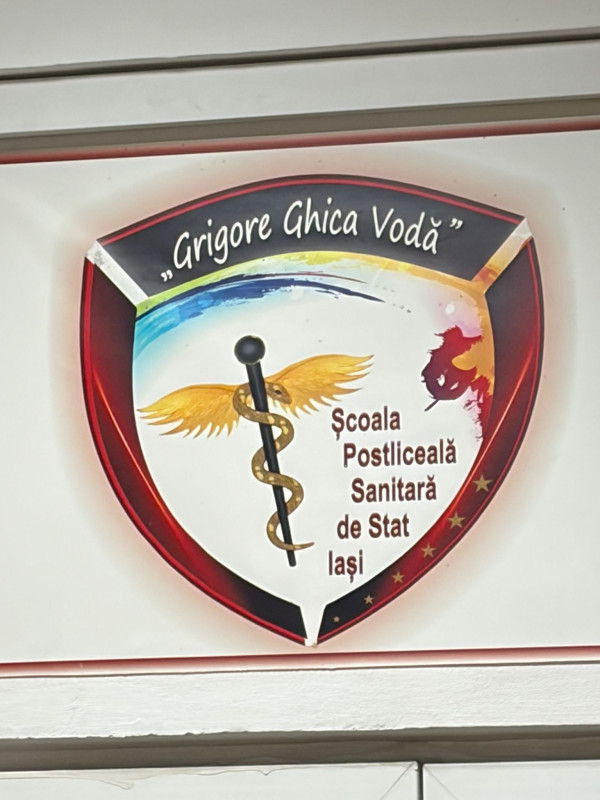 „Grigore Ghica Vodă”
Școala
Postliceală
Sanitară
de Stat
Iași